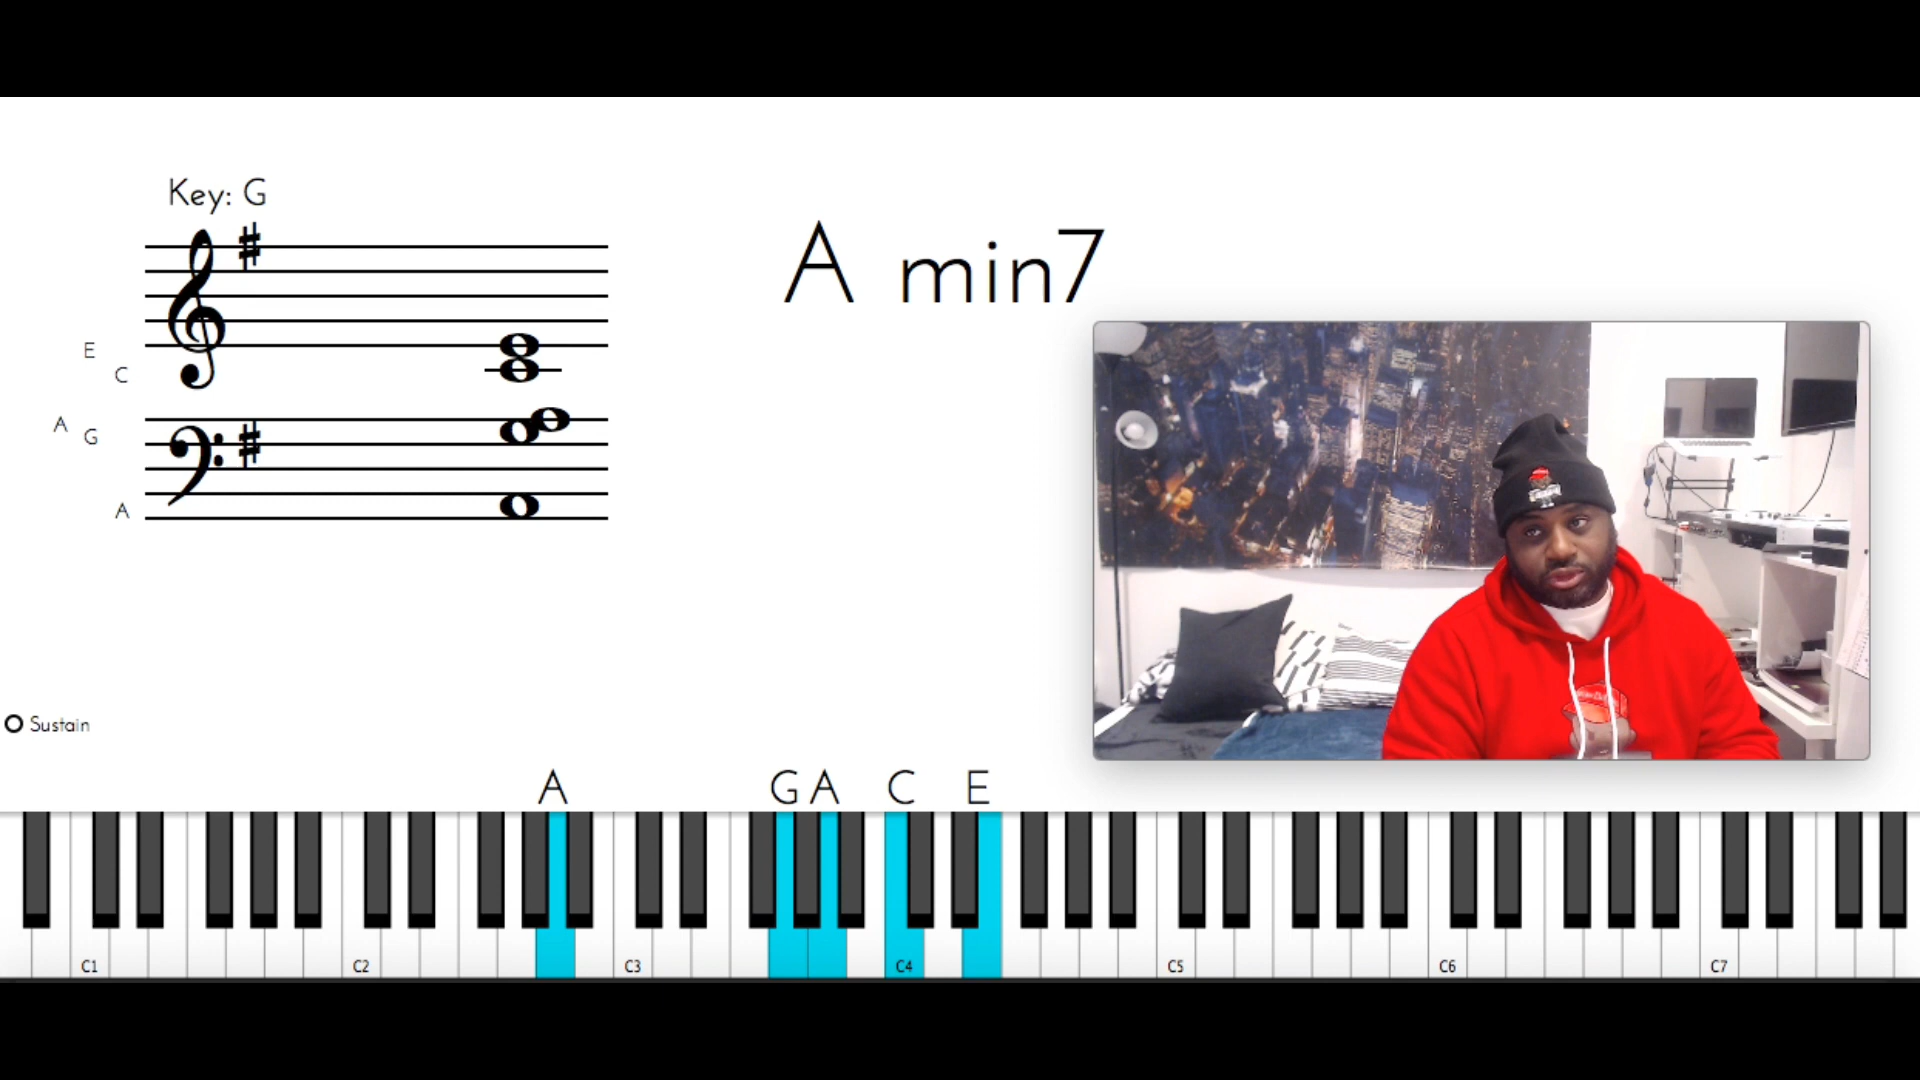 Key: G
A min7
E
C
A
G
A
Sustain
A G A C E
C1 C2 C3 C4 C5 C6 C7